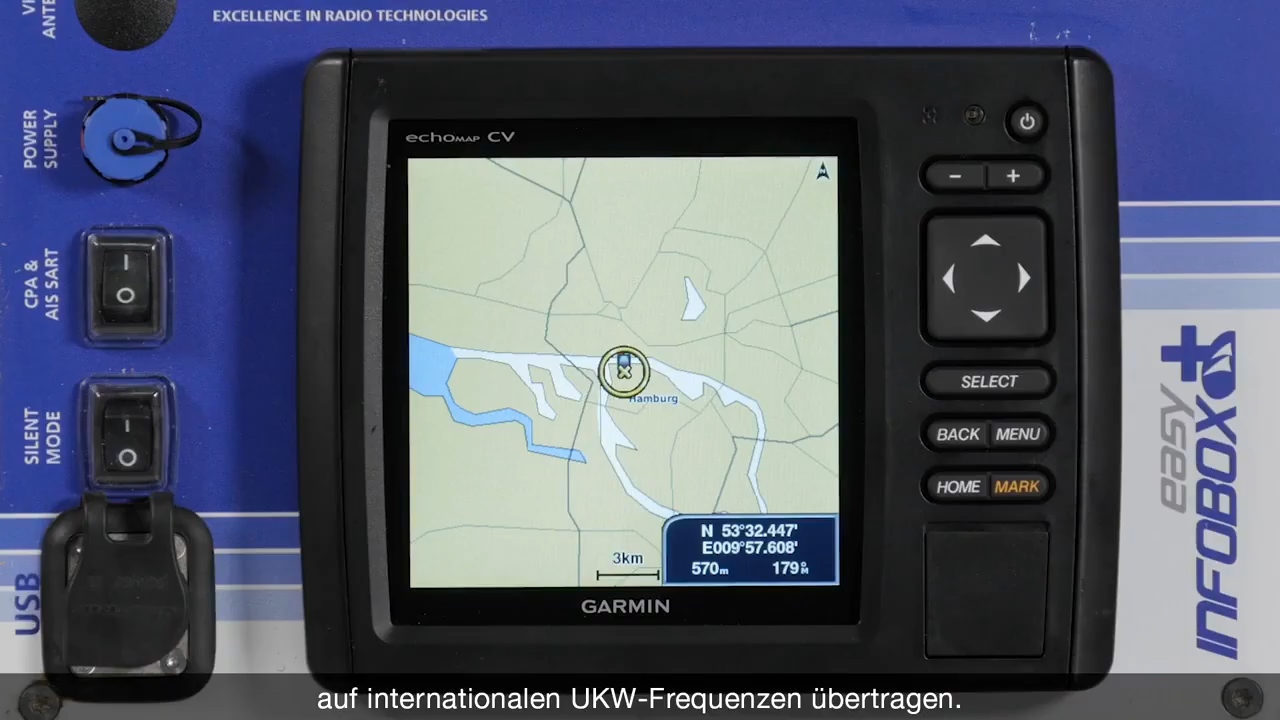 EXCELLENCE IN RADIO TECHNOLOGIES
POWER
SUPPLY
CPA &
AIS SART
SILENT
MODE
USB
echoMAP CV
Hamburg
3km
N 53°32.447'
E009°57.608'
570m 179°M
GARMIN
- +
SELECT
BACK MENU
HOME MARK
easy
INFOBOX+
auf internationalen UKW-Frequenzen übertragen.